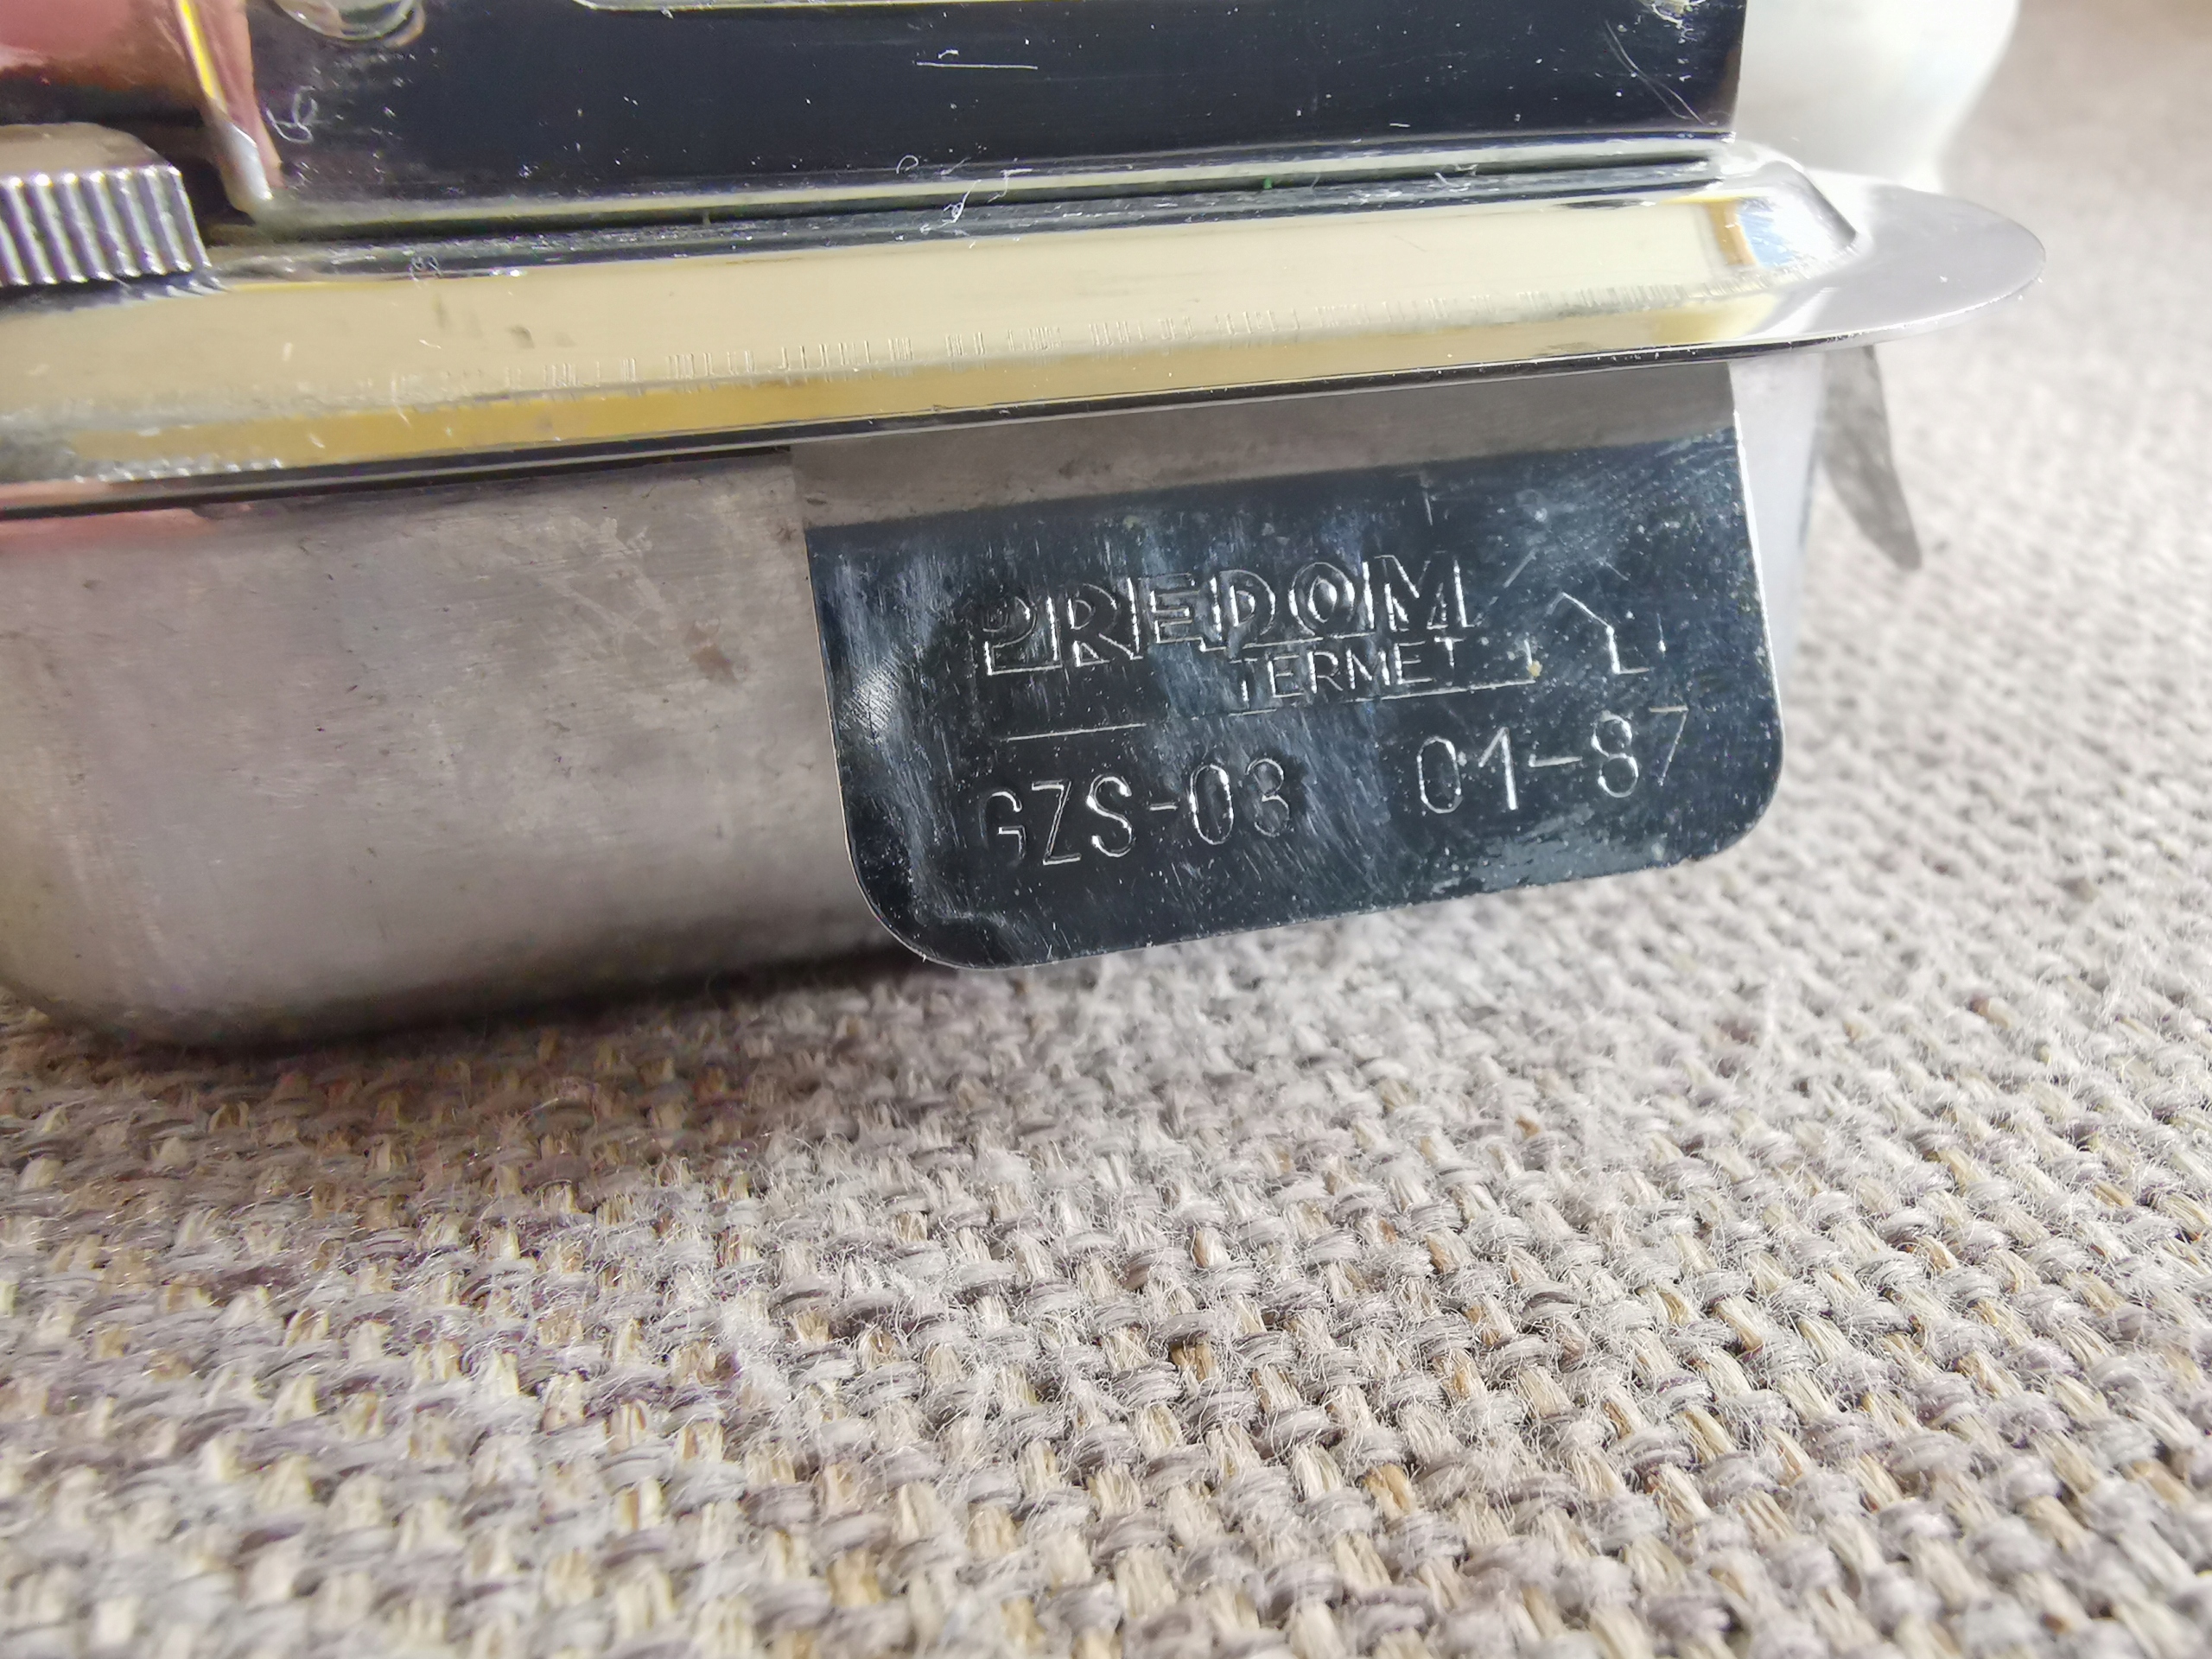 PREDOM
TERMET
GZS-03 01-87